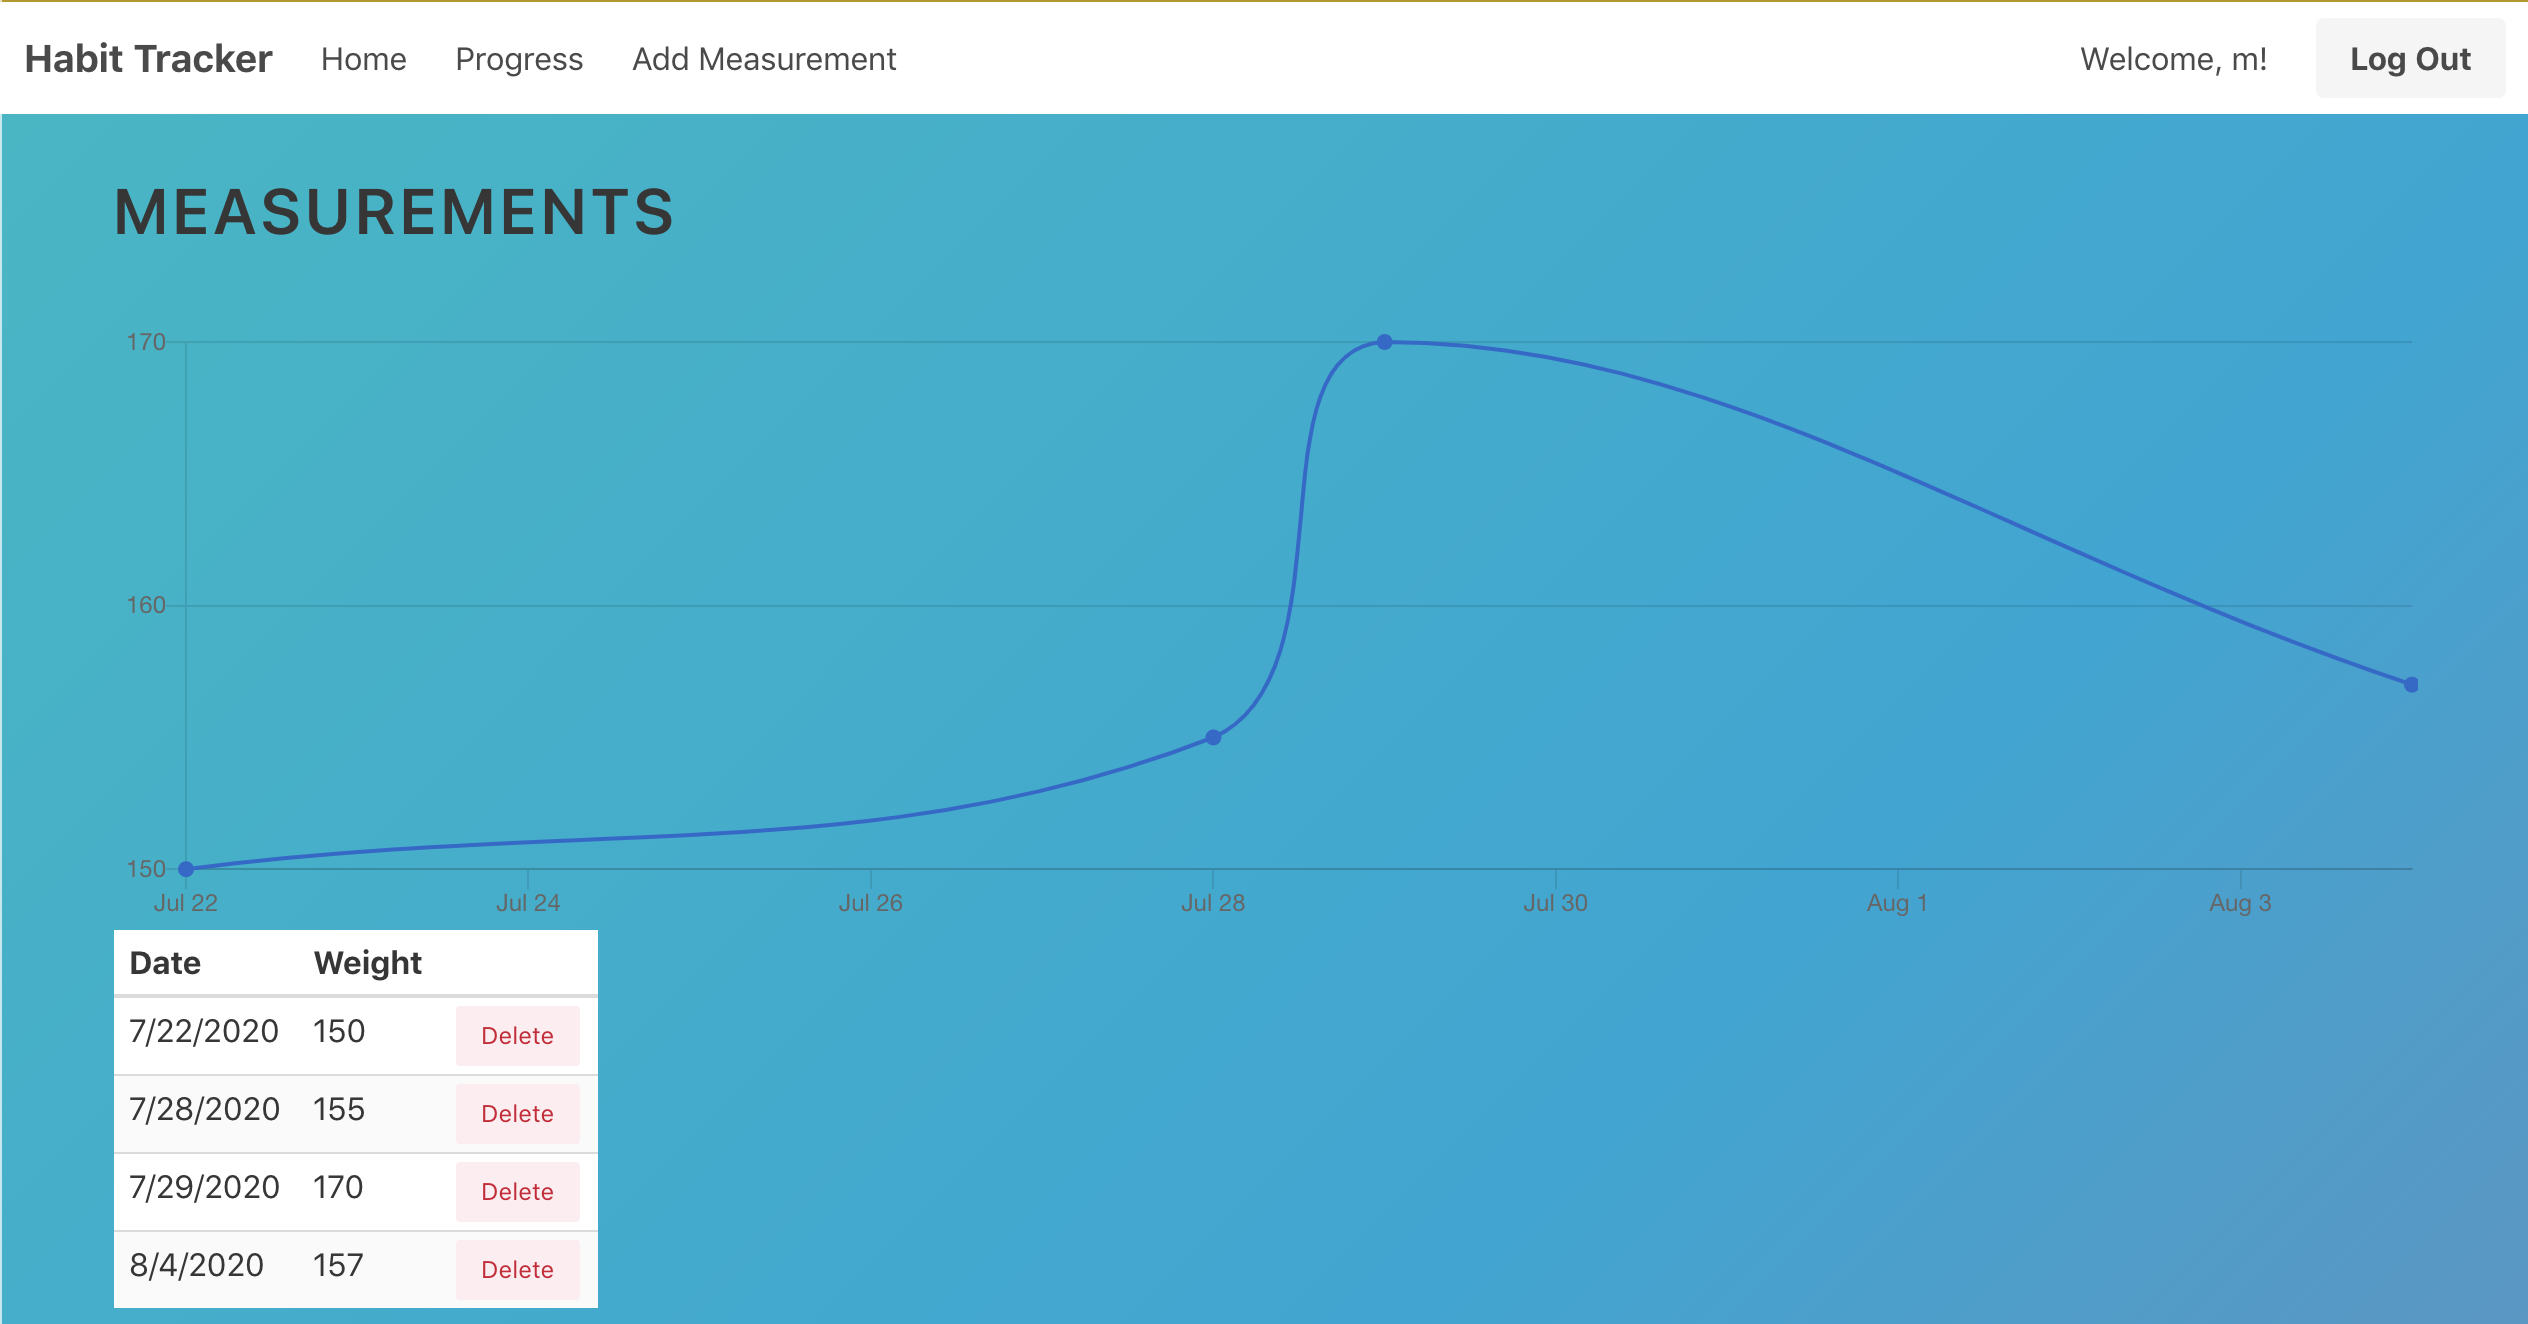 Habit Tracker Home Progress Add Measurement Welcome, m! Log Out
MEASUREMENTS
170
160
150
Jul 22 Jul 24 Jul 26 Jul 28 Jul 30 Aug 1 Aug 3
Date Weight
7/22/2020 150 Delete
7/28/2020 155 Delete
7/29/2020 170 Delete
8/4/2020 157 Delete